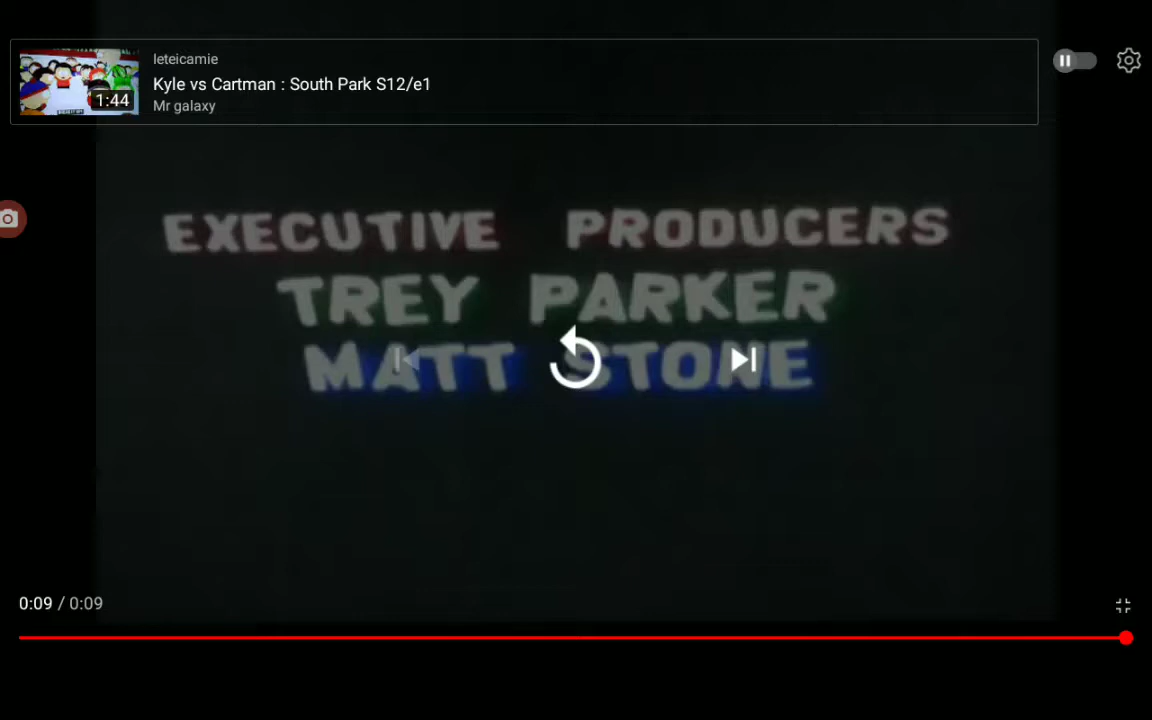 leteicamie
Kyle vs Cartman : South Park S12/e1
1:44
Mr galaxy
EXECUTIVE PRODUCERS
TREY PARKER
MATT STONE
0:09 / 0:09